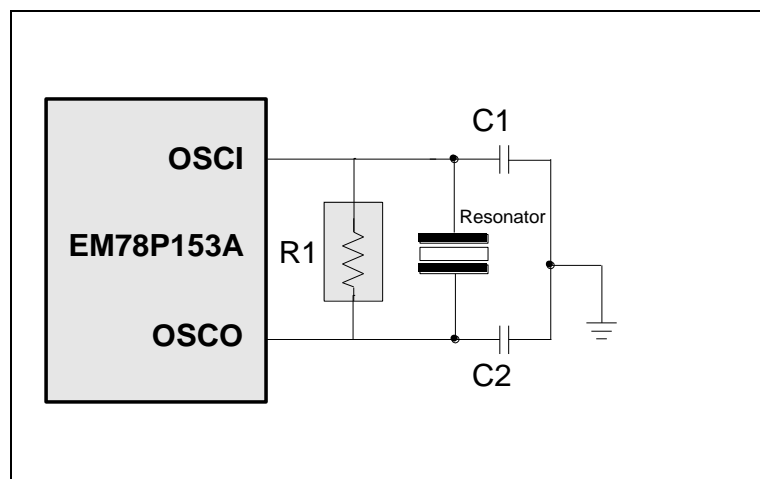 C1
OSCI
Resonator
EM78P153A
R1
OSCO
C2